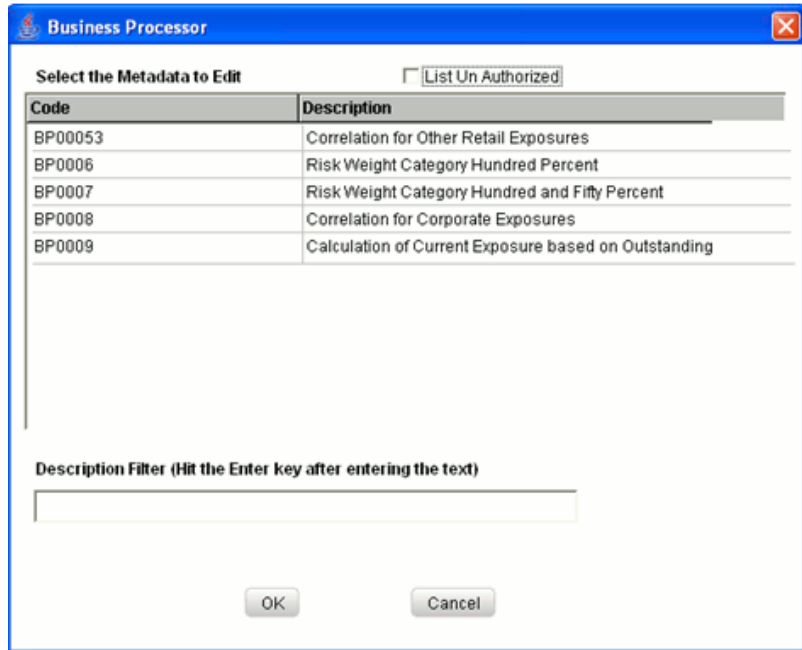 Business Processor
Select the Metadata to Edit List Un Authorized
Code Description
BP00053 Correlation for Other Retail Exposures
BP0006 Risk Weight Category Hundred Percent
BP0007 Risk Weight Category Hundred and Fifty Percent
BP0008 Correlation for Corporate Exposures
BP0009 Calculation of Current Exposure based on Outstanding
Description Filter (Hit the Enter key after entering the text)
OK Cancel